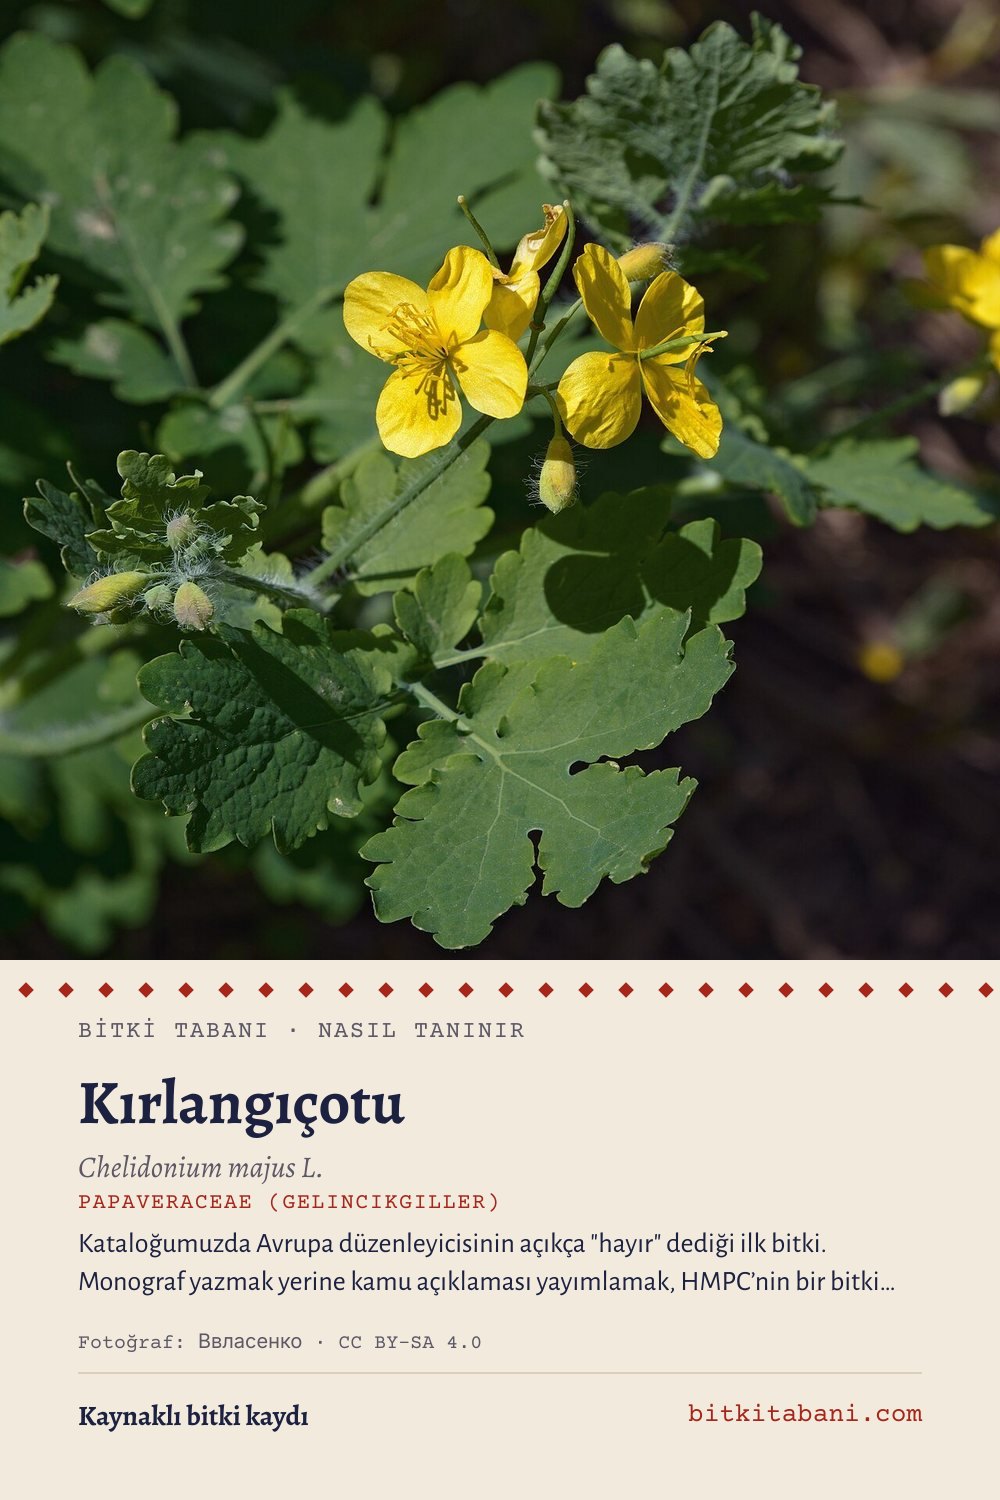 BİTKİ TABANI · NASIL TANINIR
Kırlangıçotu
Chelidonium majus L.
PAPAVERACEAE (GELINCIKGILLER)
Kataloğumuzda Avrupa düzenleyicisinin açıkça "hayır" dediği ilk bitki.
Monograf yazmak yerine kamu açıklaması yayımlamak, HMPC’nin bir bitki…
Fotoğraf: Ввласенко · CC BY-SA 4.0
Kaynaklı bitki kaydı
bitkitabani.com